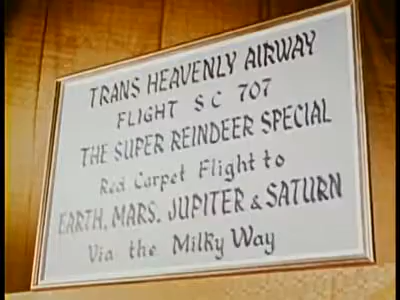 TRANS HEAVENLY AIRWAY
FLIGHT SC 707
THE SUPER REINDEER SPECIAL
Red Carpet Flight to
EARTH, MARS, JUPITER & SATURN
Via the Milky Way